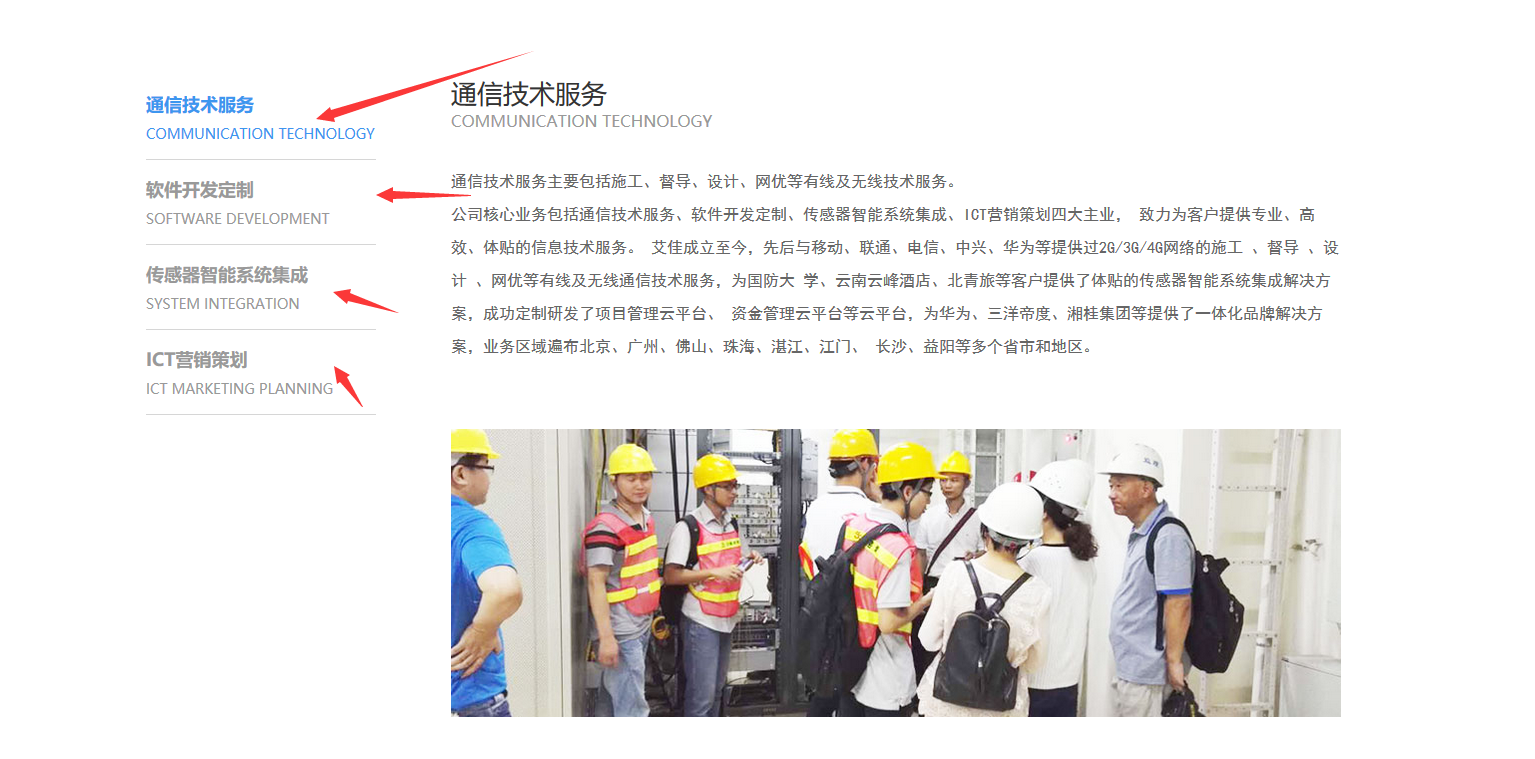 通信技术服务
COMMUNICATION TECHNOLOGY
软件开发定制
SOFTWARE DEVELOPMENT
传感器智能系统集成
SYSTEM INTEGRATION
ICT营销策划
ICT MARKETING PLANNING
通信技术服务
COMMUNICATION TECHNOLOGY
通信技术服务主要包括施工、督导、设计、网优等有线及无线技术服务。
公司核心业务包括通信技术服务、软件开发定制、传感器智能系统集成、ICT营销策划四大主业， 致力为客户提供专业、高
效、体贴的信息技术服务。 艾佳成立至今，先后与移动、联通、电信、中兴、华为等提供过2G/3G/4G网络的施工 、督导 、设
计 、网优等有线及无线通信技术服务，为国防大 学、云南云峰酒店、北青旅等客户提供了体贴的传感器智能系统集成解决方
案，成功定制研发了项目管理云平台、 资金管理云平台等云平台，为华为、三洋帝度、湘桂集团等提供了一体化品牌解决方
案，业务区域遍布北京、广州、佛山、珠海、湛江、江门、 长沙、益阳等多个省市和地区。